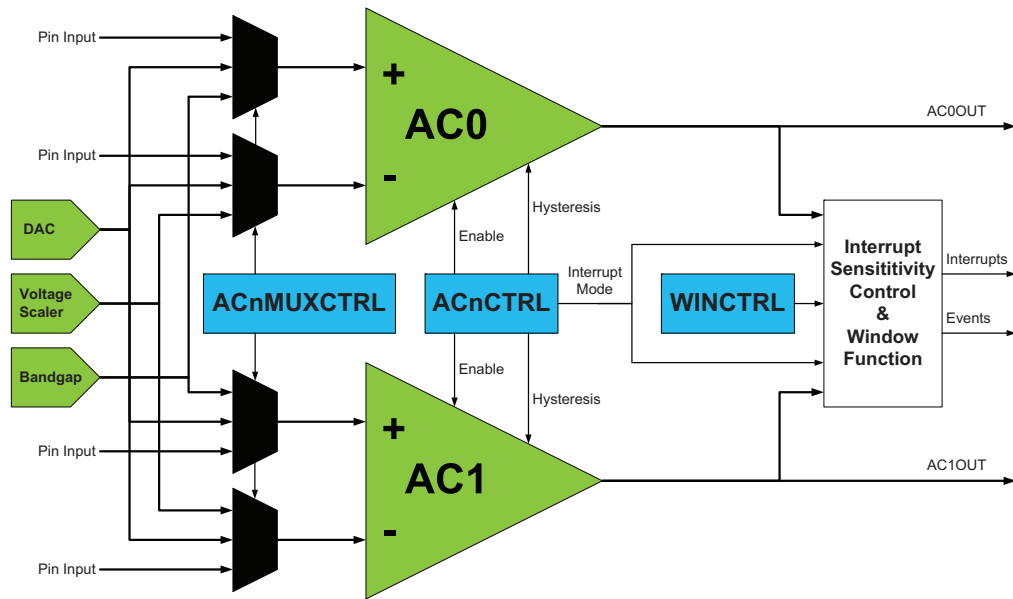 Pin Input
+
AC0
-
AC0OUT
Pin Input
DAC
Enable
Hysteresis
Voltage
Scaler
ACnMUXCTRL
ACnCTRL
Interrupt
Mode
WINCTRL
Interrupt
Sensititivity
Control
&
Window
Function
Interrupts
Events
Bandgap
Enable
Hysteresis
Pin Input
+
AC1
-
AC1OUT
Pin Input